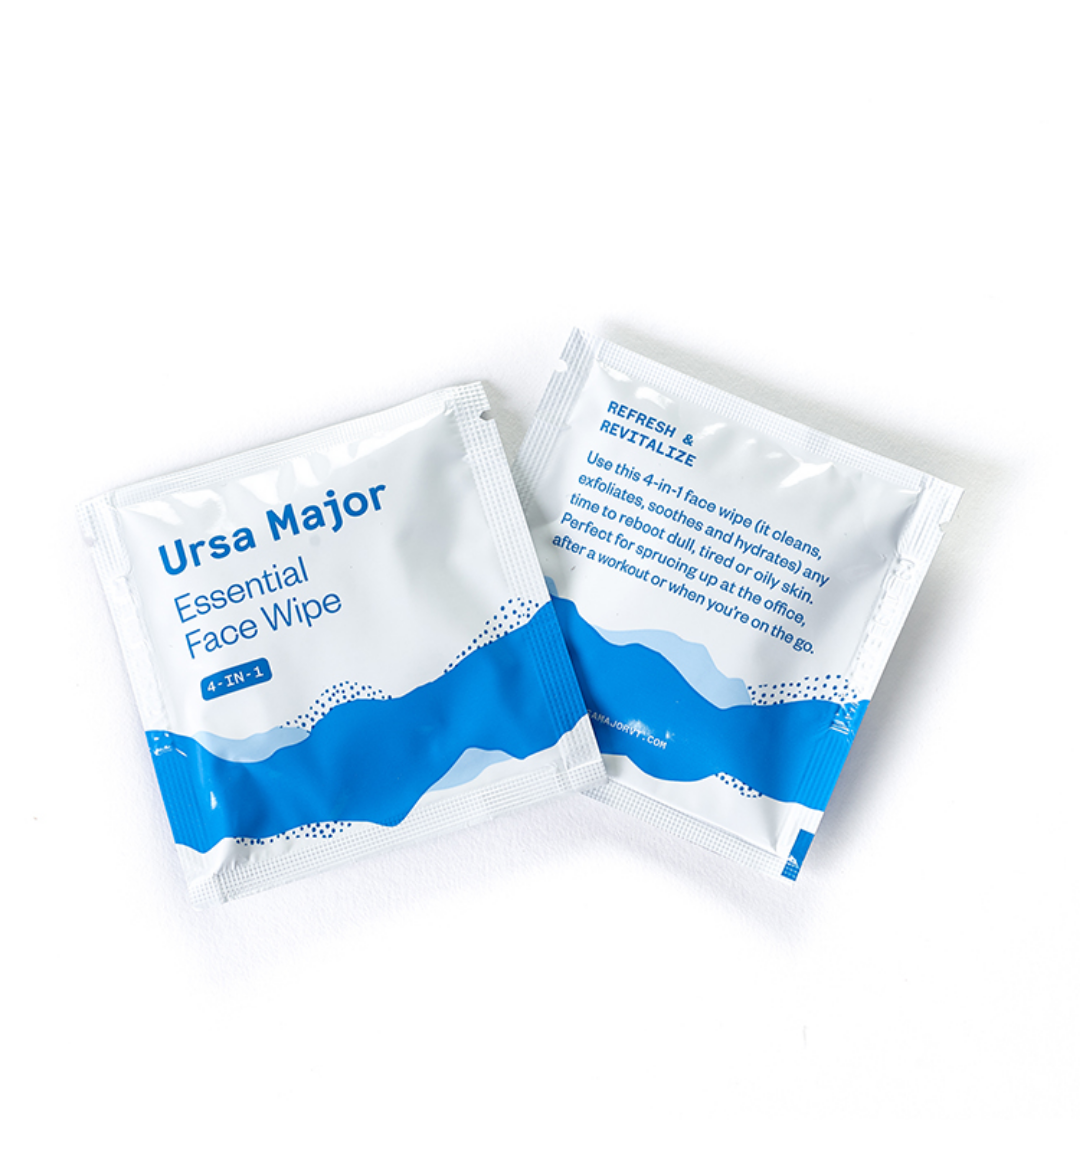 Ursa Major
Essential
Face Wipe
4-IN-1
REFRESH &
REVITALIZE
Use this 4-in-1 face wipe (it cleans,
exfoliates, soothes and hydrates) any
time to reboot dull, tired or oily skin.
Perfect for sprucing up at the office,
after a workout or when you're on the go.